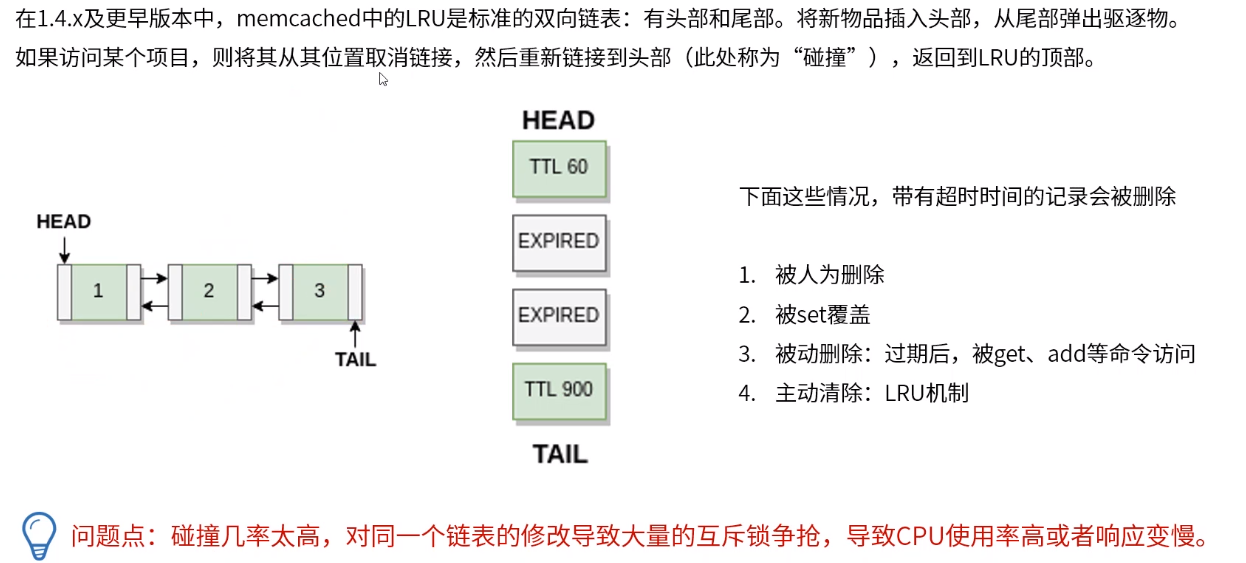 在1.4.x及更早版本中，memcached中的LRU是标准的双向链表：有头部和尾部。将新物品插入头部，从尾部弹出驱逐物。
如果访问某个项目，则将其从其位置取消链接，然后重新链接到头部（此处称为“碰撞”），返回到LRU的顶部。
HEAD
1
2
3
TAIL
HEAD
TTL 60
EXPIRED
EXPIRED
TTL 900
TAIL
下面这些情况，带有超时时间的记录会被删除
1. 被人为删除
2. 被set覆盖
3. 被动删除：过期后，被get、add等命令访问
4. 主动清除：LRU机制
问题点：碰撞几率太高，对同一个链表的修改导致大量的互斥锁争抢，导致CPU使用率高或者响应变慢。